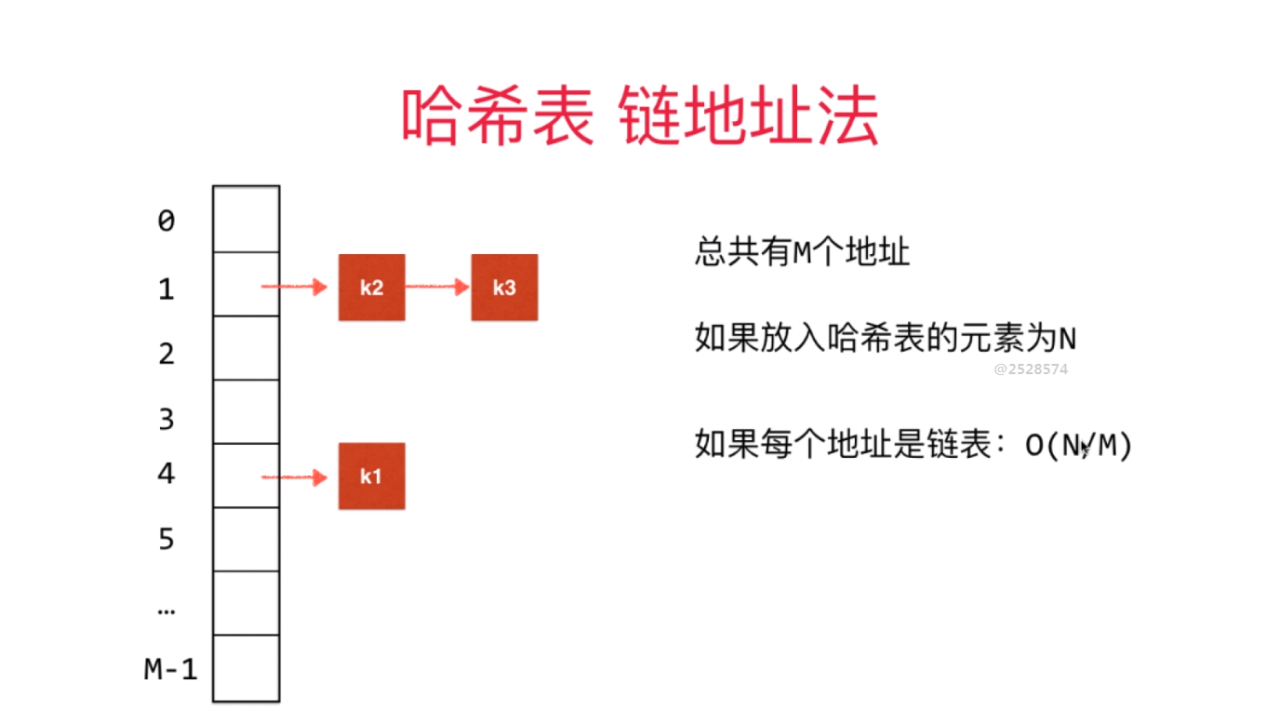 哈希表 链地址法
0
1
2
3
4
5
…
M-1
k2
k3
k1
总共有M个地址
如果放入哈希表的元素为N
@2528574
如果每个地址是链表：O(N/M)